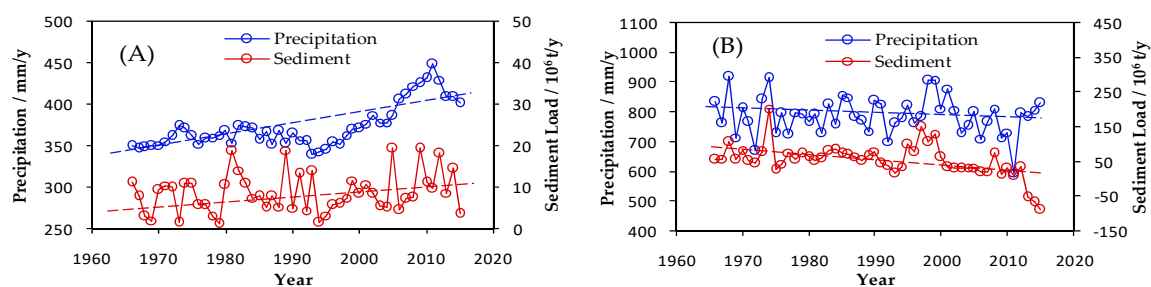 500
450
400
350
300
250
Precipitation / mm/y
(A)
Precipitation
Sediment
50
40
30
20
10
0
Sediment Load / 10⁶ t/y
1960 1970 1980 1990 2000 2010 2020
Year
1100
1000
900
800
700
600
500
400
Precipitation / mm/y
(B)
Precipitation
Sediment
450
350
250
150
50
-50
-150
Sediment Load / 10⁶ t/y
1960 1970 1980 1990 2000 2010 2020
Year